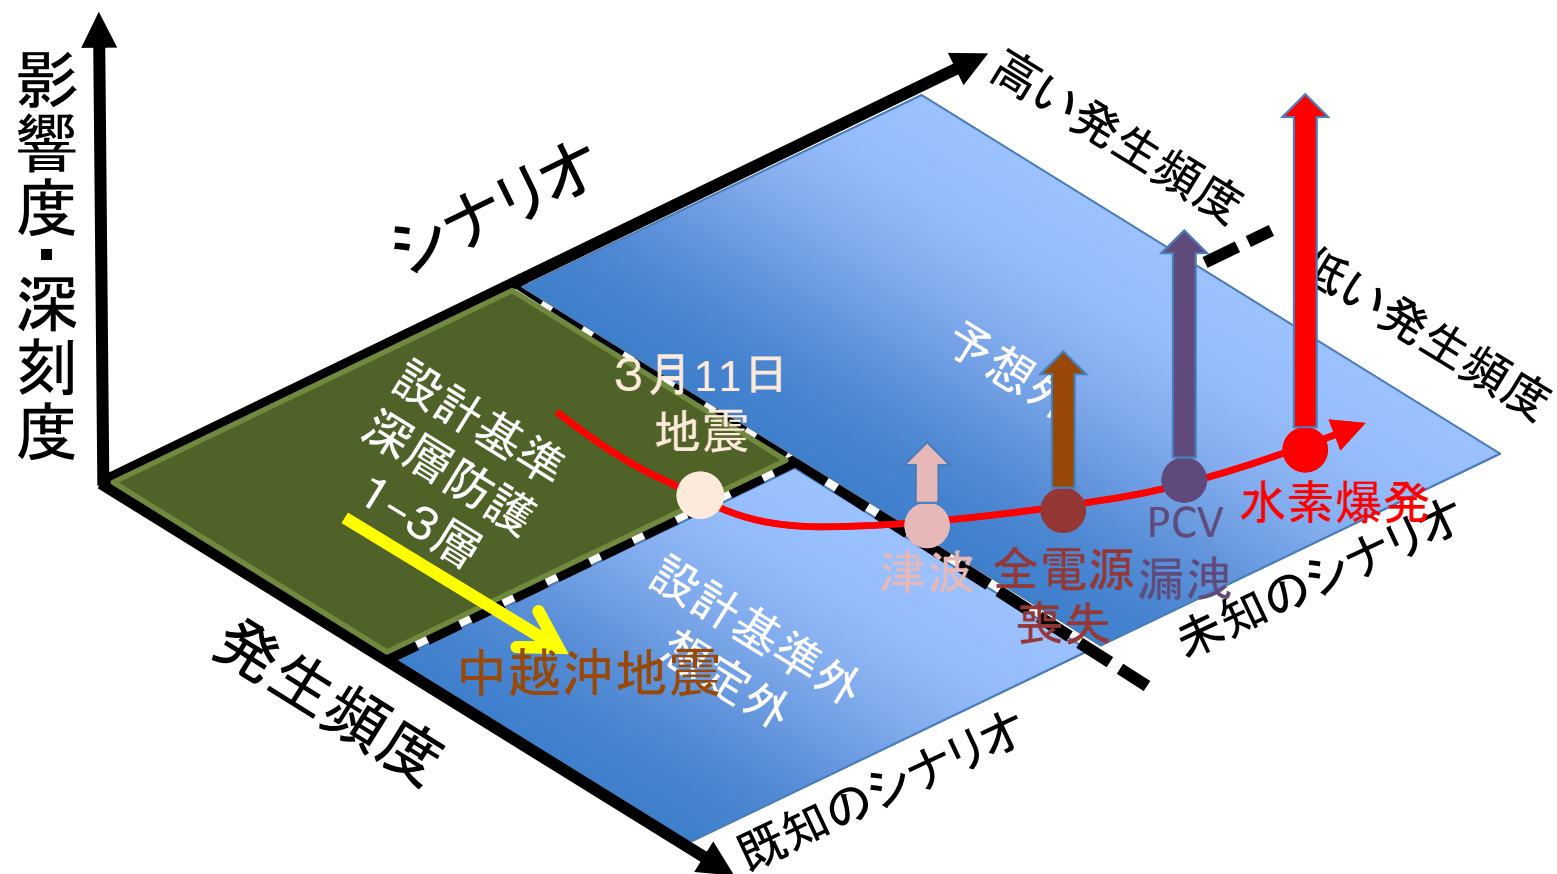 影響度・深刻度
シナリオ
高い発生頻度
低い発生頻度
予想外
3月11日
地震
設計基準
深層防護
1-3層
津波
全電源
喪失
PCV
漏洩
水素爆発
設計基準外
想定外
中越沖地震
発生頻度
既知のシナリオ
未知のシナリオ